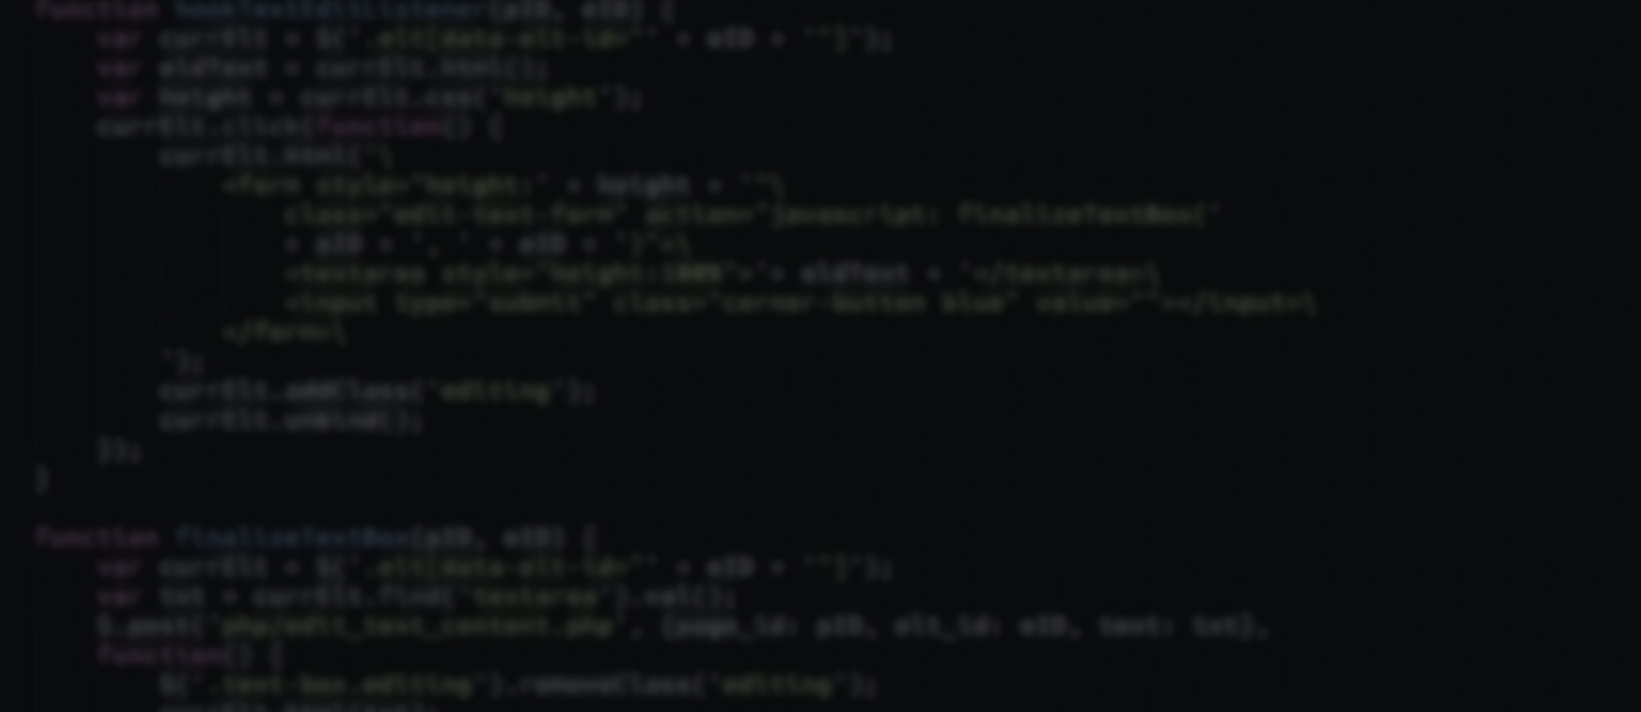 function hookTextEditListener(pID, eID) {
var currElt = $('.elt[data-elt-id="' + eID + '"]');
var oldText = currElt.html();
var height = currElt.css('height');
currElt.click(function() {
currElt.html('\
<form style="height:' + height + '"\
class="edit-text-form" action="javascript: finalizeTextBox('
+ pID + ', ' + eID + ')">\
<textarea style="height:100%">'+ oldText + '</textarea>\
<input type="submit" class="corner-button blue" value=""></input>\
</form>\
');
currElt.addClass('editing');
currElt.unbind();
});
}
function finalizeTextBox(pID, eID) {
var currElt = $('.elt[data-elt-id="' + eID + '"]');
var txt = currElt.find('textarea').val();
$.post('php/edit_text_content.php', {page_id: pID, elt_id: eID, text: txt},
function() {
$('.text-box.editing').removeClass('editing');
currElt.html(txt);